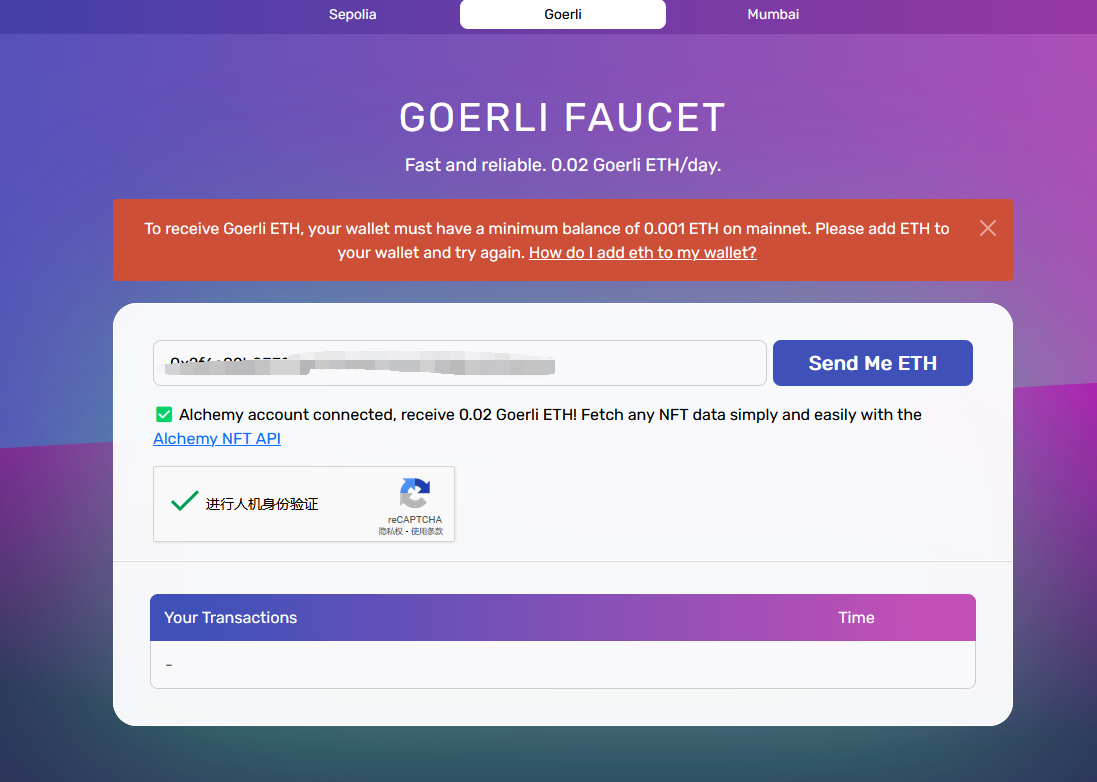 Sepolia
Goerli
Mumbai
GOERLI FAUCET
Fast and reliable. 0.02 Goerli ETH/day.
To receive Goerli ETH, your wallet must have a minimum balance of 0.001 ETH on mainnet. Please add ETH to
your wallet and try again. How do I add eth to my wallet?
Send Me ETH
Alchemy account connected, receive 0.02 Goerli ETH! Fetch any NFT data simply and easily with the
Alchemy NFT API
进行人机身份验证
reCAPTCHA
隐私权 - 使用条款
Your Transactions
Time
-